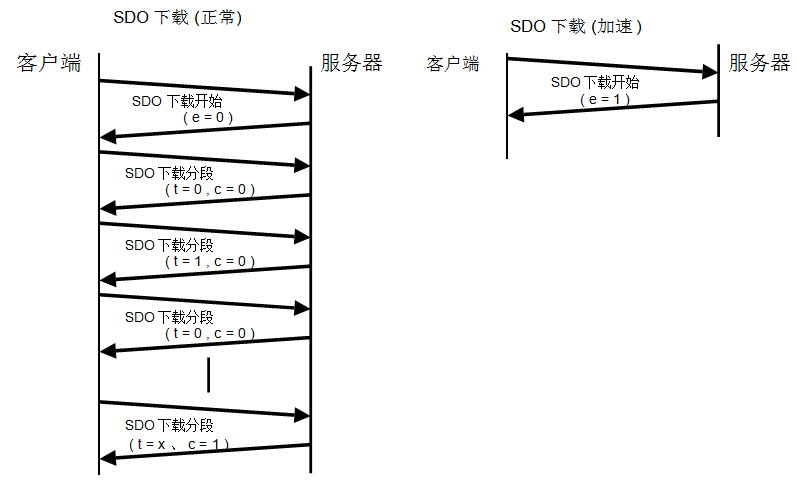 SDO 下载 (正常)
客户端
服务器
SDO 下载开始
( e = 0 )
SDO 下载分段
( t = 0 , c = 0 )
SDO 下载分段
( t = 1 , c = 0 )
SDO 下载分段
( t = 0 , c = 0 )
SDO 下载分段
( t = x 、 c = 1 )
SDO 下载 (加速 )
客户端
服务器
SDO 下载开始
( e = 1 )